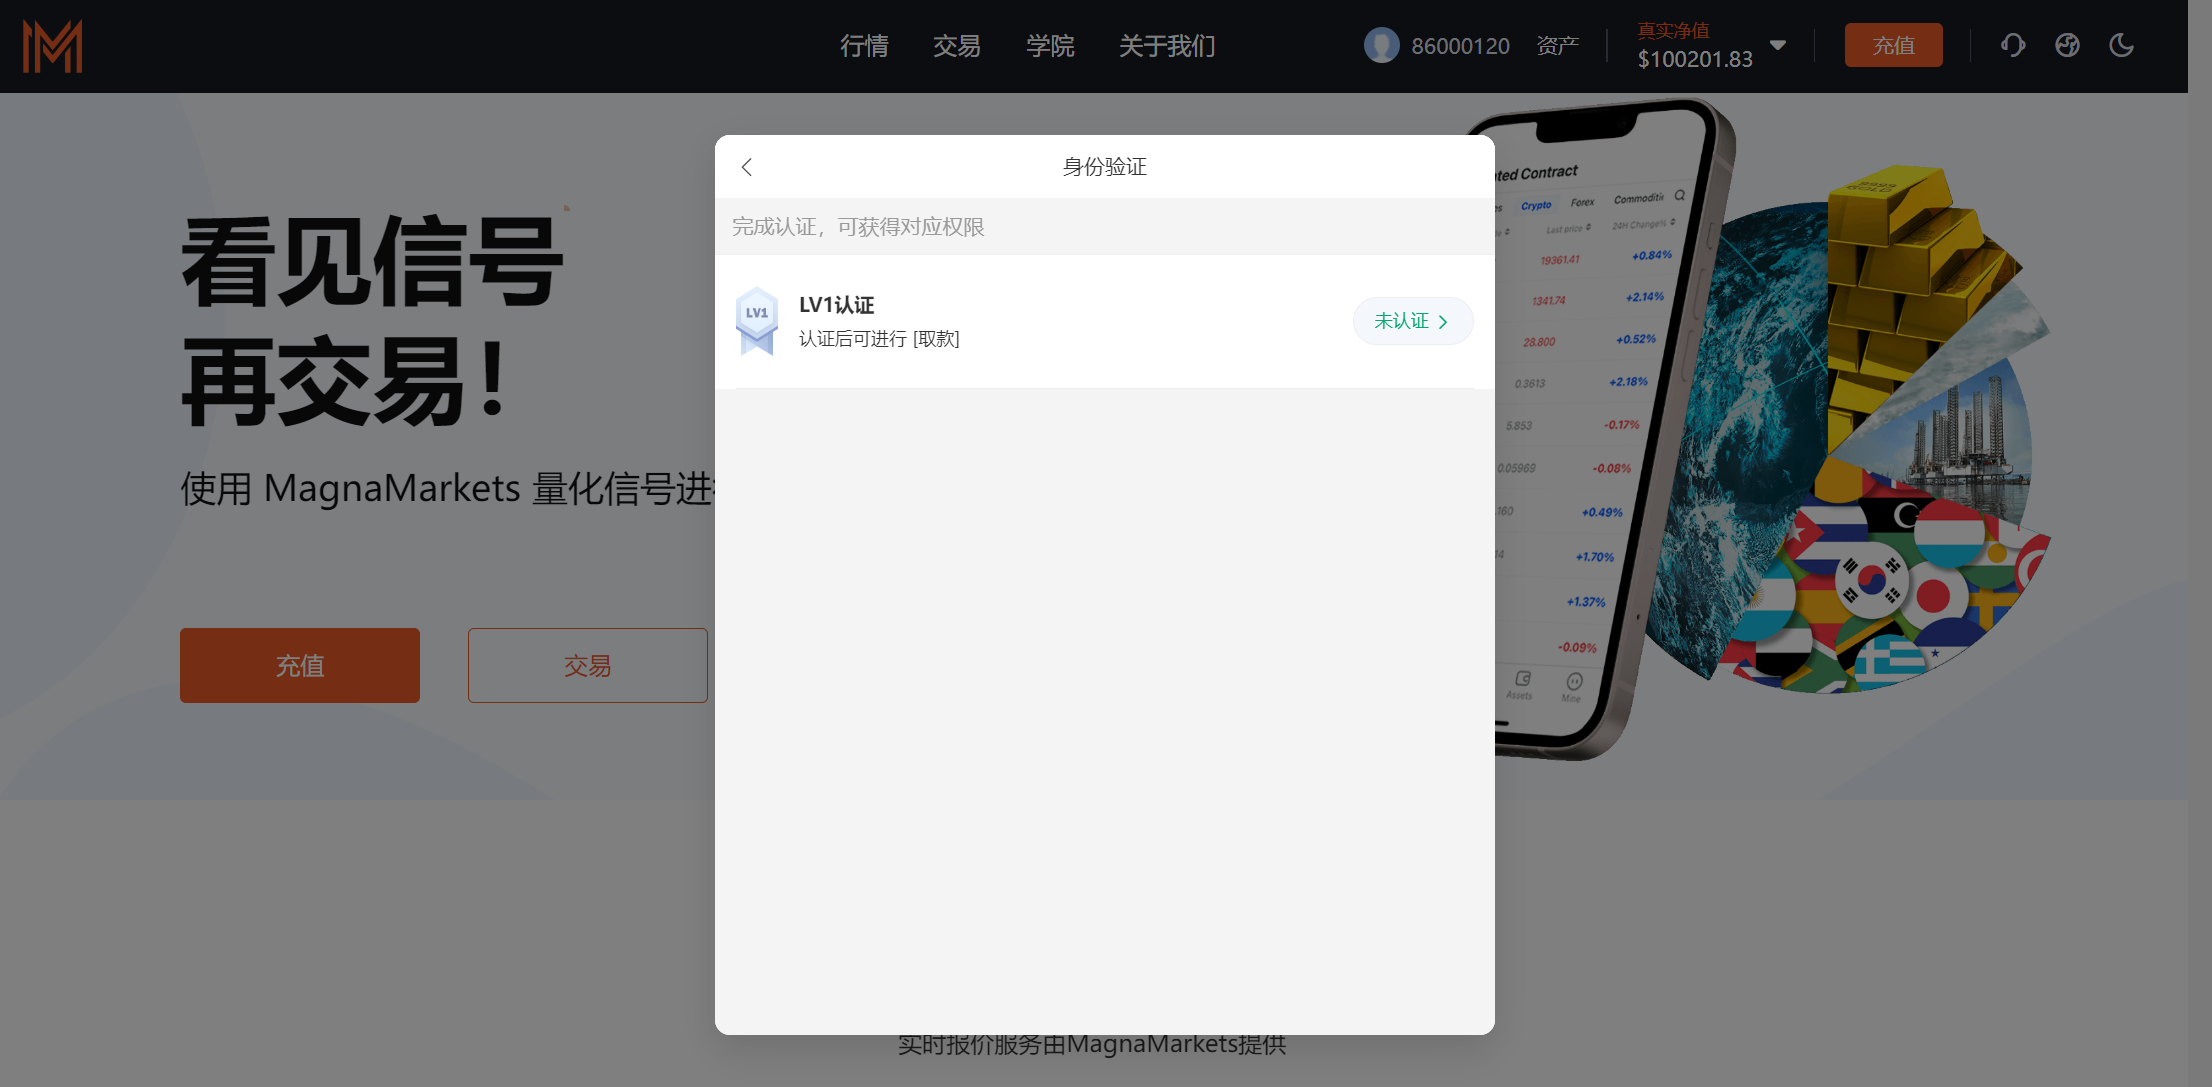 行情 交易 学院 关于我们 86000120 资产 真实净值 充值
$100201.83
身份验证
完成认证，可获得对应权限
LV1
LV1认证
认证后可进行 [取款]
未认证
看见信号
再交易！
使用 MagnaMarkets 量化信号进
充值 交易
ted Contract
Crypto Forex
Last price 24H Change%
19361.41 +0.84%
1341.74 +2.14%
28.800 +0.52%
0.3613 +2.18%
5.853 -0.17%
0.05969 -0.08%
160 +0.49%
+1.70%
+1.37%
-0.09%
Assets Mine
9999
GOLD
实时报价服务由MagnaMarkets提供